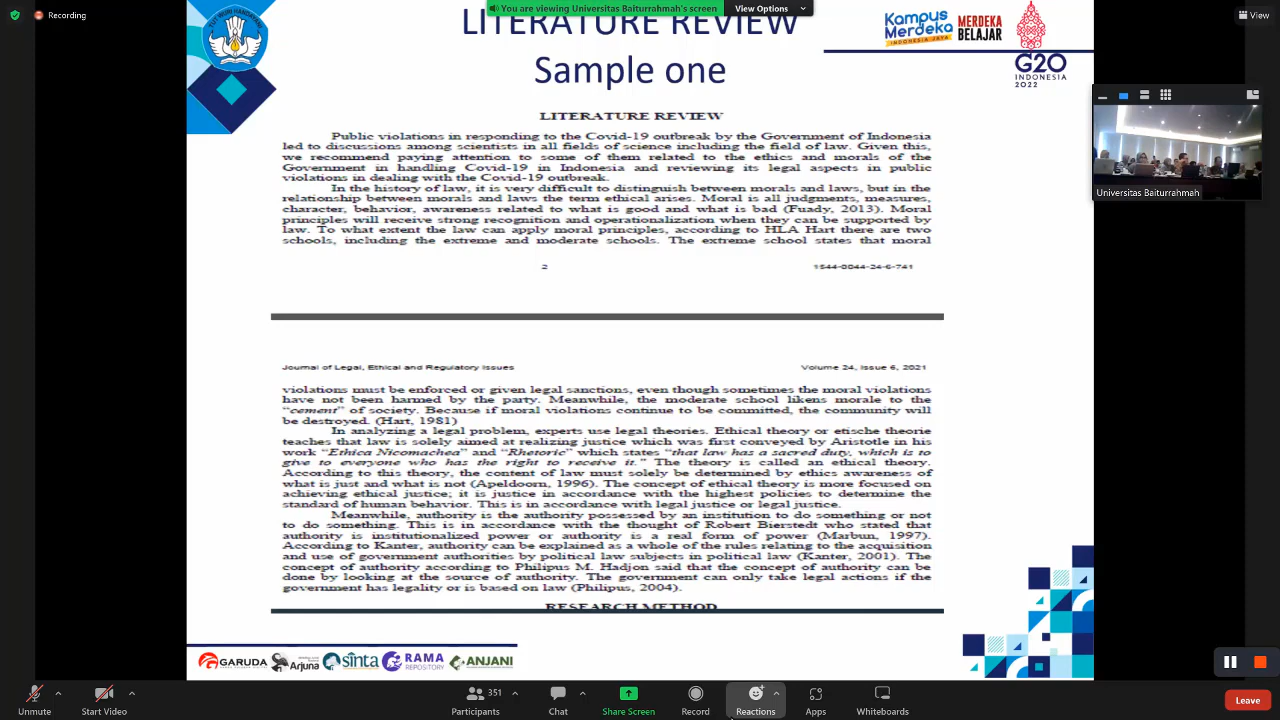 You are viewing Universitas Baiturrahmah's screen
View Options
Recording
View
TUT WURI HANDAYANI
LITERATURE REVIEW
Sample one
Kampus
Merdeka
INDONESIA JAYA
MERDEKA
BELAJAR
G20
INDONESIA
2022
Universitas Baiturrahmah
LITERATURE REVIEW
Public violations in responding to the Covid-19 outbreak by the Government of Indonesia
led to discussions among scientists in all fields of science including the field of law. Given this,
we recommend paying attention to some of them related to the ethics and morals of the
Government in handling Covid-19 in Indonesia and reviewing its legal aspects in public
violations in dealing with the Covid-19 outbreak.
In the history of law, it is very difficult to distinguish between morals and laws, but in the
relationship between morals and laws the term ethical arises. Moral is all judgments, measures,
character, behavior, awareness related to what is good and what is bad (Fuady, 2013). Moral
principles will receive strong recognition and operationalization when they can be supported by
law. To what extent the law can apply moral principles, according to HLA Hart there are two
schools, including the extreme and moderate schools. The extreme school states that moral
2
1544-0044-24-6-741
Journal of Legal, Ethical and Regulatory Issues
Volume 24, Issue 6, 2021
violations must be enforced or given legal sanctions, even though sometimes the moral violations
have not been harmed by the party. Meanwhile, the moderate school likens morale to the
“cement” of society. Because if moral violations continue to be committed, the community will
be destroyed. (Hart, 1981)
In analyzing a legal problem, experts use legal theories. Ethical theory or etische theorie
teaches that law is solely aimed at realizing justice which was first conveyed by Aristotle in his
work “Ethica Nicomachea” and “Rhetoric” which states “that law has a sacred duty, which is to
give to everyone who has the right to receive it.” The theory is called an ethical theory.
According to this theory, the content of law must solely be determined by ethics awareness of
what is just and what is not (Apeldoorn, 1996). The concept of ethical theory is more focused on
achieving ethical justice; it is justice in accordance with the highest policies to determine the
standard of human behavior. This is in accordance with legal justice or legal justice.
Meanwhile, authority is the authority possessed by an institution to do something or not
to do something. This is in accordance with the thought of Robert Bierstedt who stated that
authority is institutionalized power or authority is a real form of power (Marbun, 1997).
According to Kanter, authority can be explained as a whole of the rules relating to the acquisition
and use of government authorities by political law subjects in political law (Kanter, 2001). The
concept of authority according to Philipus M. Hadjon said that the concept of authority can be
done by looking at the source of authority. The government can only take legal actions if the
government has legality or is based on law (Philipus, 2004).
RESEARCH METHOD
GARUDA
Arjuna
sinta
RAMA
REPOSITORY
ANJANI
Unmute
Start Video
351
Participants
Chat
Share Screen
Record
Reactions
Apps
Whiteboards
Leave